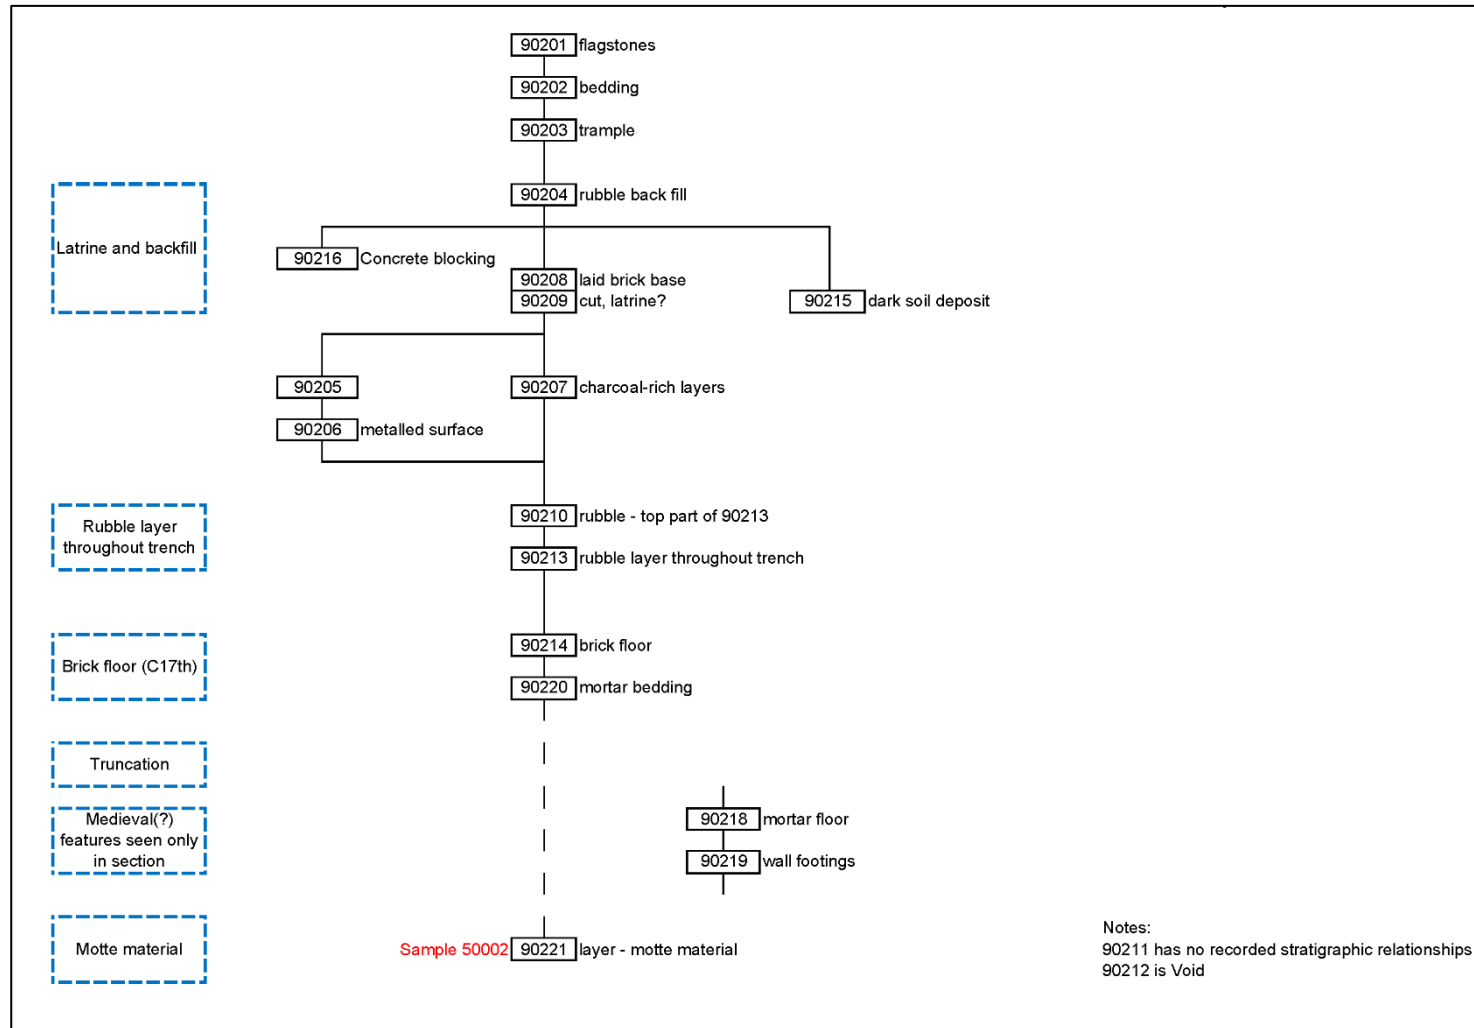 90201 flagstones
90202 bedding
90203 trample
90204 rubble back fill
Latrine and backfill
90216 Concrete blocking
90208 laid brick base
90209 cut, latrine?
90215 dark soil deposit
90205
90207 charcoal-rich layers
90206 metalled surface
Rubble layer
throughout trench
90210 rubble - top part of 90213
90213 rubble layer throughout trench
Brick floor (C17th)
90214 brick floor
90220 mortar bedding
Truncation
Medieval(?)
features seen only
in section
90218 mortar floor
90219 wall footings
Motte material
Sample 50002 90221 layer - motte material
Notes:
90211 has no recorded stratigraphic relationships
90212 is Void